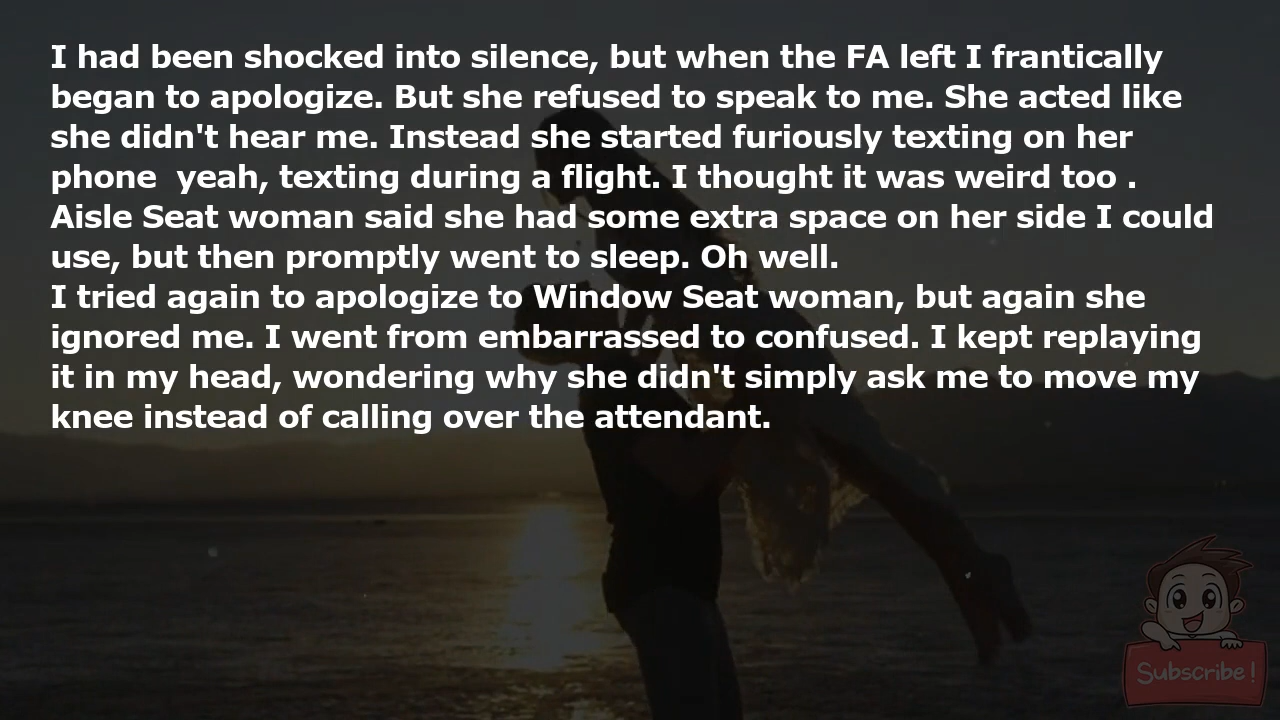 I had been shocked into silence, but when the FA left I frantically
began to apologize. But she refused to speak to me. She acted like
she didn't hear me. Instead she started furiously texting on her
phone  yeah, texting during a flight. I thought it was weird too .
Aisle Seat woman said she had some extra space on her side I could
use, but then promptly went to sleep. Oh well.
I tried again to apologize to Window Seat woman, but again she
ignored me. I went from embarrassed to confused. I kept replaying
it in my head, wondering why she didn't simply ask me to move my
knee instead of calling over the attendant.
Subscribe!